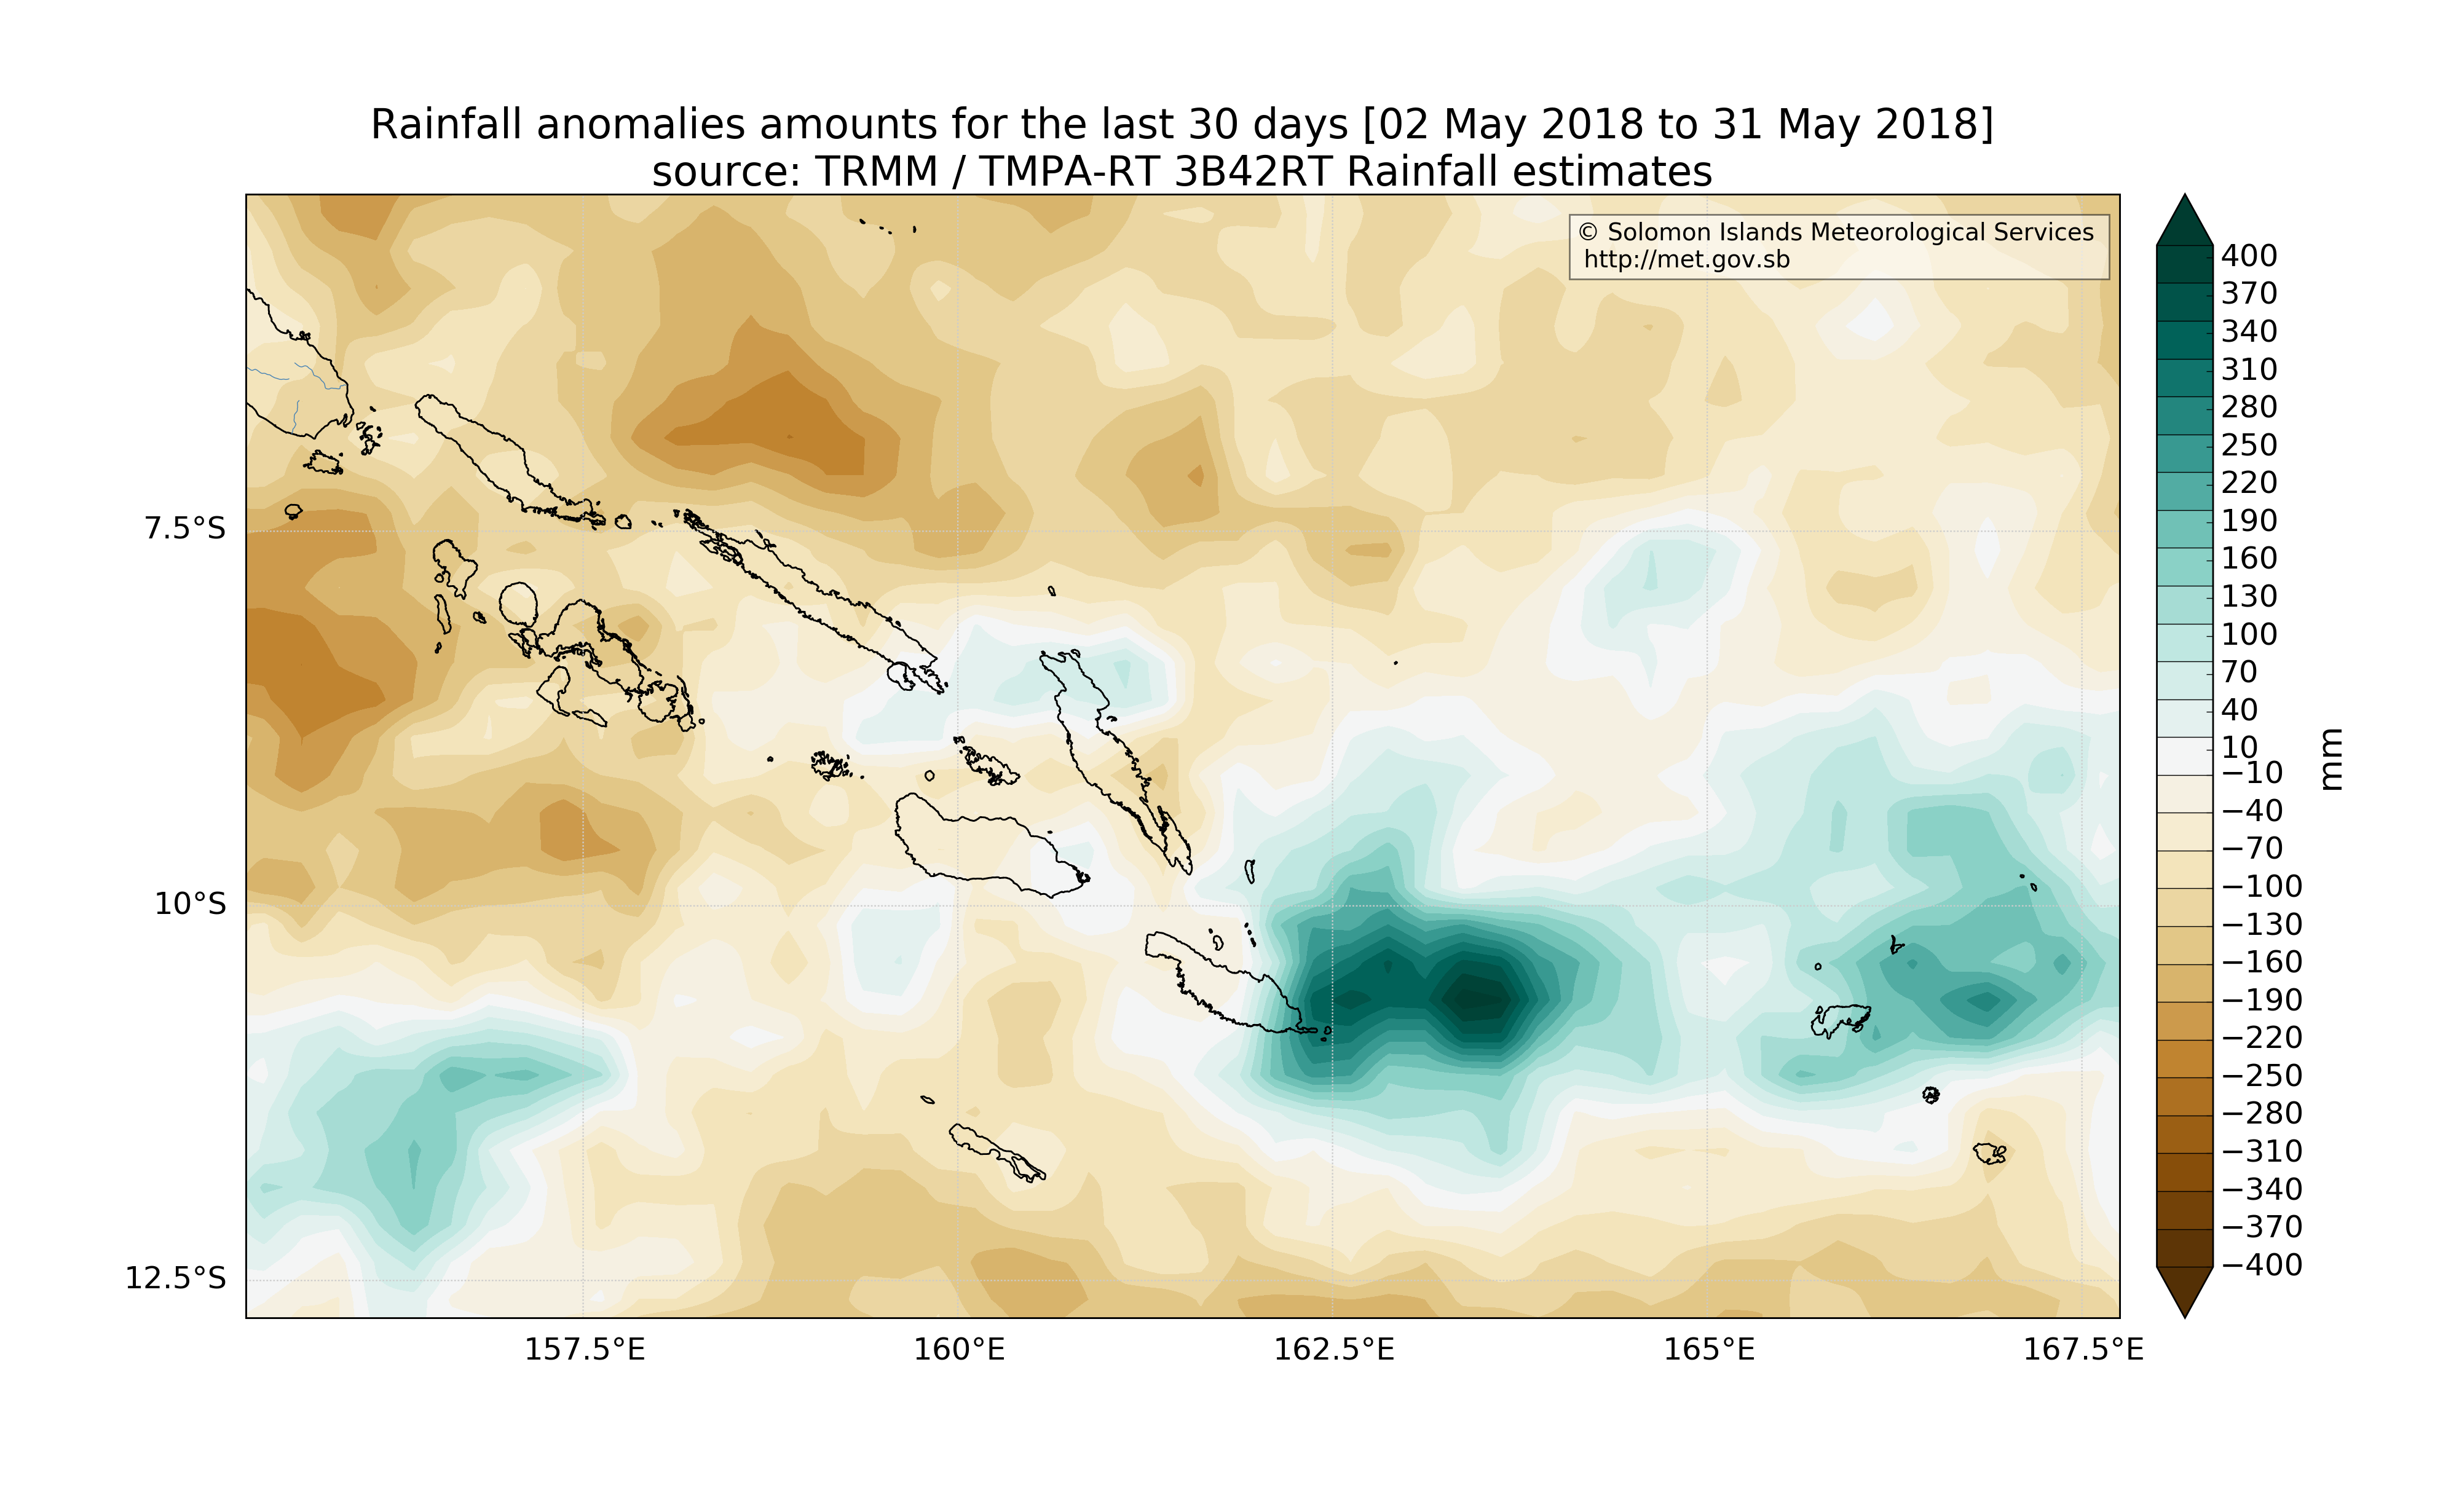 Rainfall anomalies amounts for the last 30 days [02 May 2018 to 31 May 2018]
source: TRMM / TMPA-RT 3B42RT Rainfall estimates
© Solomon Islands Meteorological Services
http://met.gov.sb
7.5°S
10°S
12.5°S
157.5°E
160°E
162.5°E
165°E
167.5°E
400
370
340
310
280
250
220
190
160
130
100
70
40
10
−10
−40
−70
−100
−130
−160
−190
−220
−250
−280
−310
−340
−370
−400
mm